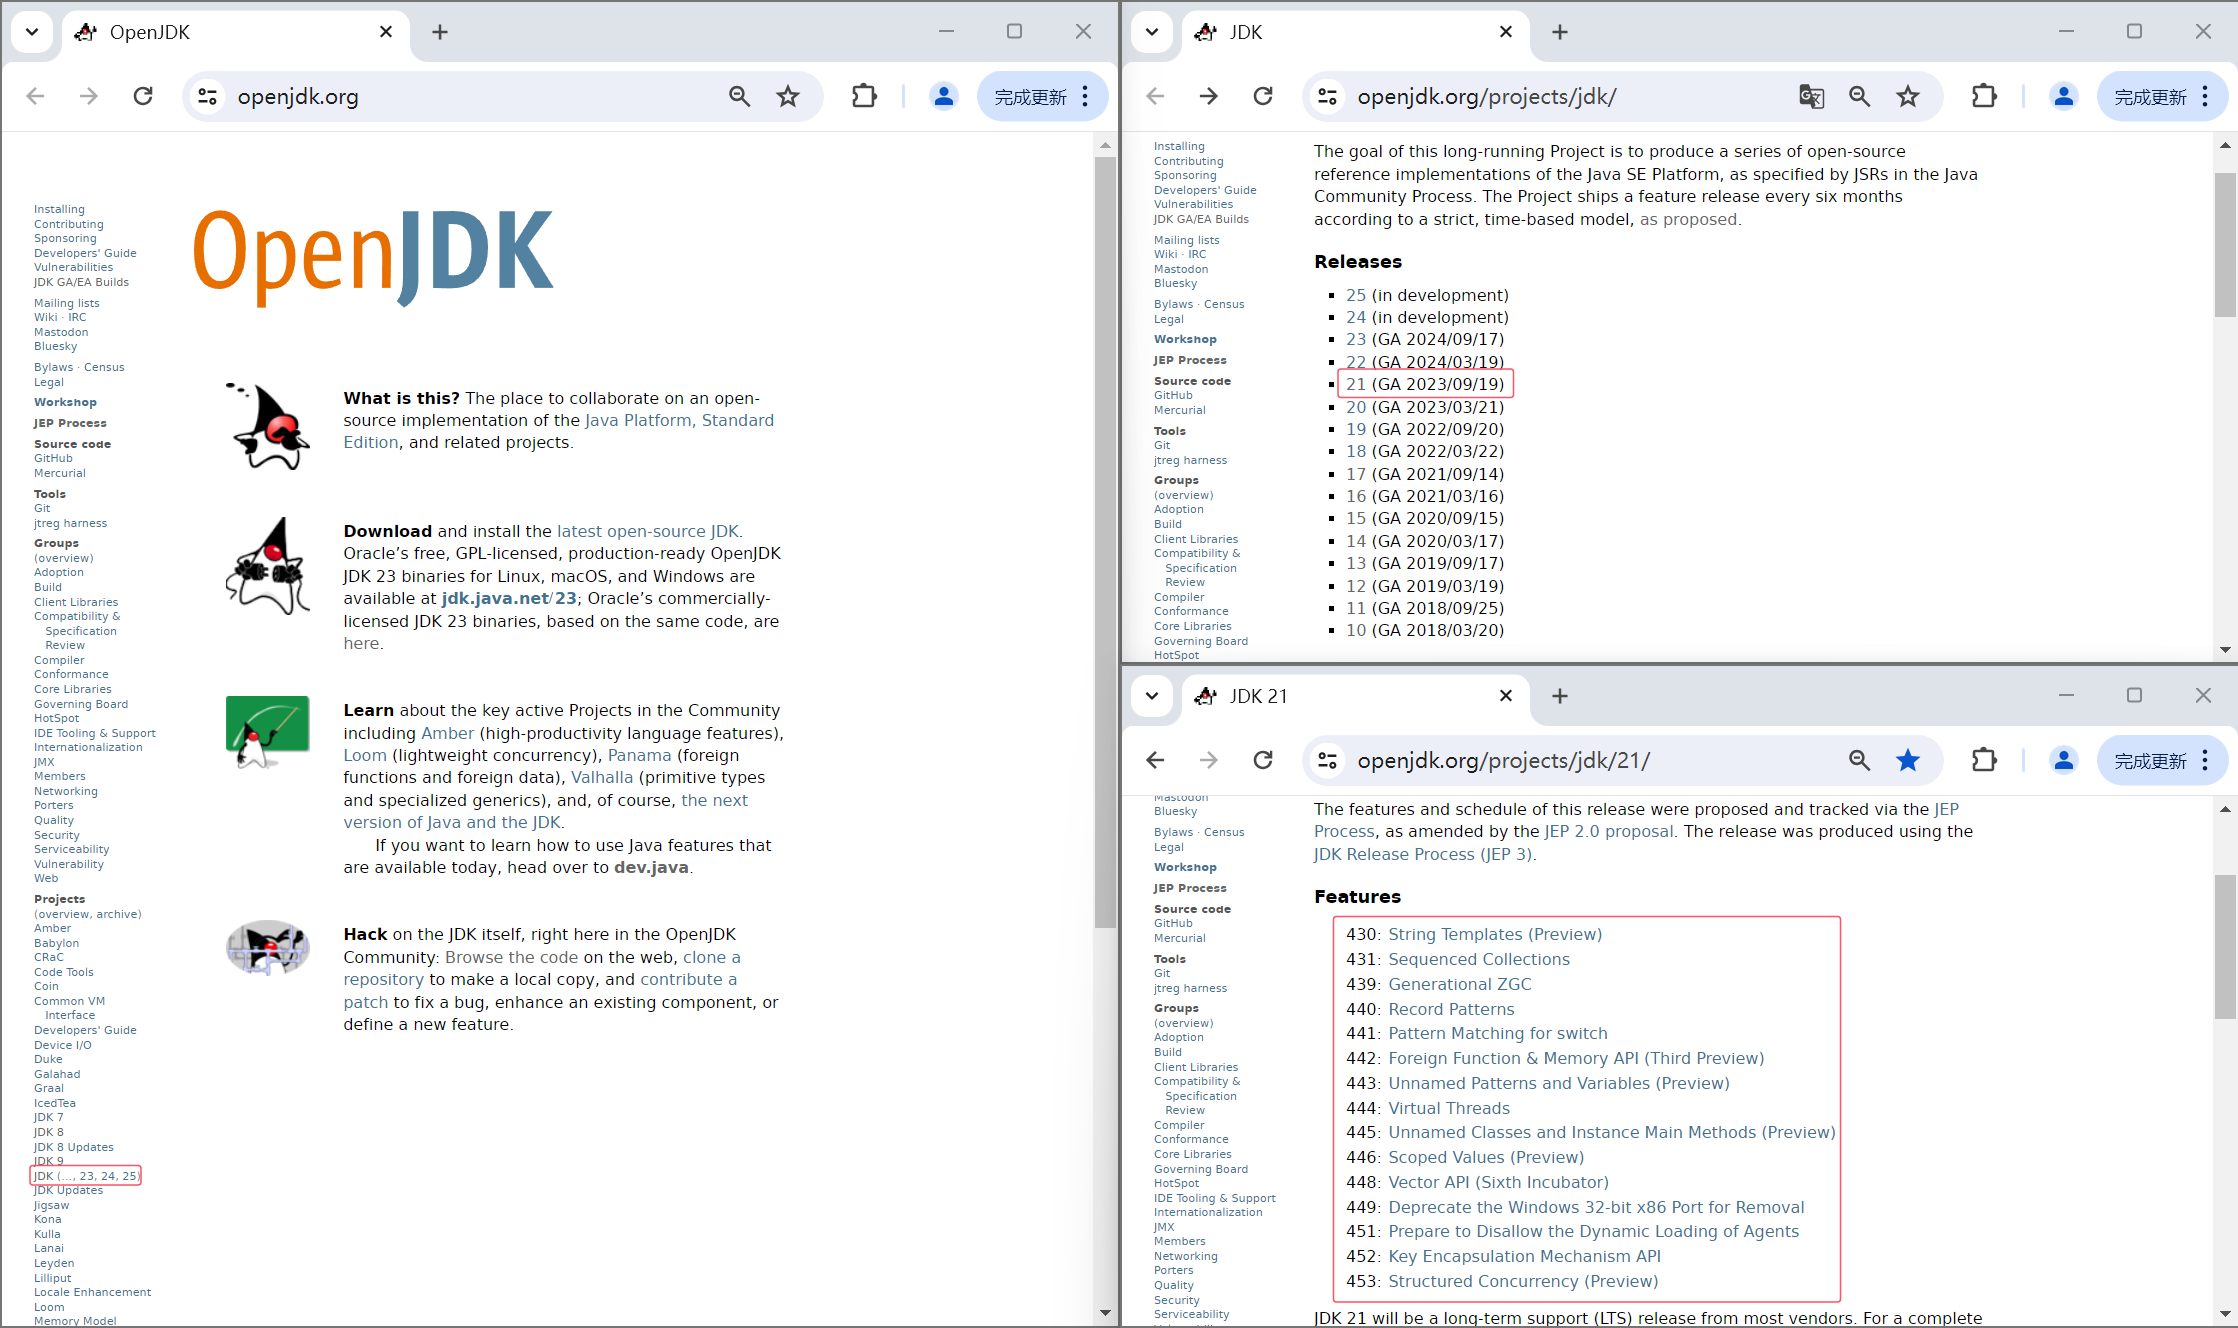 OpenJDK
openjdk.org
完成更新
Installing
Contributing
Sponsoring
Developers' Guide
Vulnerabilities
JDK GA/EA Builds
Mailing lists
Wiki · IRC
Mastodon
Bluesky
Bylaws · Census
Legal
Workshop
JEP Process
Source code
GitHub
Mercurial
Tools
Git
jtreg harness
Groups
(overview)
Adoption
Build
Client Libraries
Compatibility &
Specification
Review
Compiler
Conformance
Core Libraries
Governing Board
HotSpot
IDE Tooling & Support
Internationalization
JMX
Members
Networking
Porters
Quality
Security
Serviceability
Vulnerability
Web
Projects
(overview, archive)
Amber
Babylon
CRaC
Code Tools
Coin
Common VM
Interface
Developers' Guide
Device I/O
Duke
Galahad
Graal
IcedTea
JDK 7
JDK 8
JDK 8 Updates
JDK 9
JDK (..., 23, 24, 25)
JDK Updates
Jigsaw
Kona
Kulla
Lanai
Leyden
Lilliput
Locale Enhancement
Loom
Memory Model
OpenJDK
What is this? The place to collaborate on an open-
source implementation of the Java Platform, Standard
Edition, and related projects.
Download and install the latest open-source JDK.
Oracle’s free, GPL-licensed, production-ready OpenJDK
JDK 23 binaries for Linux, macOS, and Windows are
available at jdk.java.net/23; Oracle’s commercially-
licensed JDK 23 binaries, based on the same code, are
here.
Learn about the key active Projects in the Community
including Amber (high-productivity language features),
Loom (lightweight concurrency), Panama (foreign
functions and foreign data), Valhalla (primitive types
and specialized generics), and, of course, the next
version of Java and the JDK.
If you want to learn how to use Java features that
are available today, head over to dev.java.
Hack on the JDK itself, right here in the OpenJDK
Community: Browse the code on the web, clone a
repository to make a local copy, and contribute a
patch to fix a bug, enhance an existing component, or
define a new feature.
JDK
openjdk.org/projects/jdk/
完成更新
Installing
Contributing
Sponsoring
Developers' Guide
Vulnerabilities
JDK GA/EA Builds
Mailing lists
Wiki · IRC
Mastodon
Bluesky
Bylaws · Census
Legal
Workshop
JEP Process
Source code
GitHub
Mercurial
Tools
Git
jtreg harness
Groups
(overview)
Adoption
Build
Client Libraries
Compatibility &
Specification
Review
Compiler
Conformance
Core Libraries
Governing Board
HotSpot
The goal of this long-running Project is to produce a series of open-source
reference implementations of the Java SE Platform, as specified by JSRs in the Java
Community Process. The Project ships a feature release every six months
according to a strict, time-based model, as proposed.
Releases
25 (in development)
24 (in development)
23 (GA 2024/09/17)
22 (GA 2024/03/19)
21 (GA 2023/09/19)
20 (GA 2023/03/21)
19 (GA 2022/09/20)
18 (GA 2022/03/22)
17 (GA 2021/09/14)
16 (GA 2021/03/16)
15 (GA 2020/09/15)
14 (GA 2020/03/17)
13 (GA 2019/09/17)
12 (GA 2019/03/19)
11 (GA 2018/09/25)
10 (GA 2018/03/20)
JDK 21
openjdk.org/projects/jdk/21/
完成更新
Mastodon
Bluesky
Bylaws · Census
Legal
Workshop
JEP Process
Source code
GitHub
Mercurial
Tools
Git
jtreg harness
Groups
(overview)
Adoption
Build
Client Libraries
Compatibility &
Specification
Review
Compiler
Conformance
Core Libraries
Governing Board
HotSpot
IDE Tooling & Support
Internationalization
JMX
Members
Networking
Porters
Quality
Security
Serviceability
The features and schedule of this release were proposed and tracked via the JEP
Process, as amended by the JEP 2.0 proposal. The release was produced using the
JDK Release Process (JEP 3).
Features
430: String Templates (Preview)
431: Sequenced Collections
439: Generational ZGC
440: Record Patterns
441: Pattern Matching for switch
442: Foreign Function & Memory API (Third Preview)
443: Unnamed Patterns and Variables (Preview)
444: Virtual Threads
445: Unnamed Classes and Instance Main Methods (Preview)
446: Scoped Values (Preview)
448: Vector API (Sixth Incubator)
449: Deprecate the Windows 32-bit x86 Port for Removal
451: Prepare to Disallow the Dynamic Loading of Agents
452: Key Encapsulation Mechanism API
453: Structured Concurrency (Preview)
JDK 21 will be a long-term support (LTS) release from most vendors. For a complete